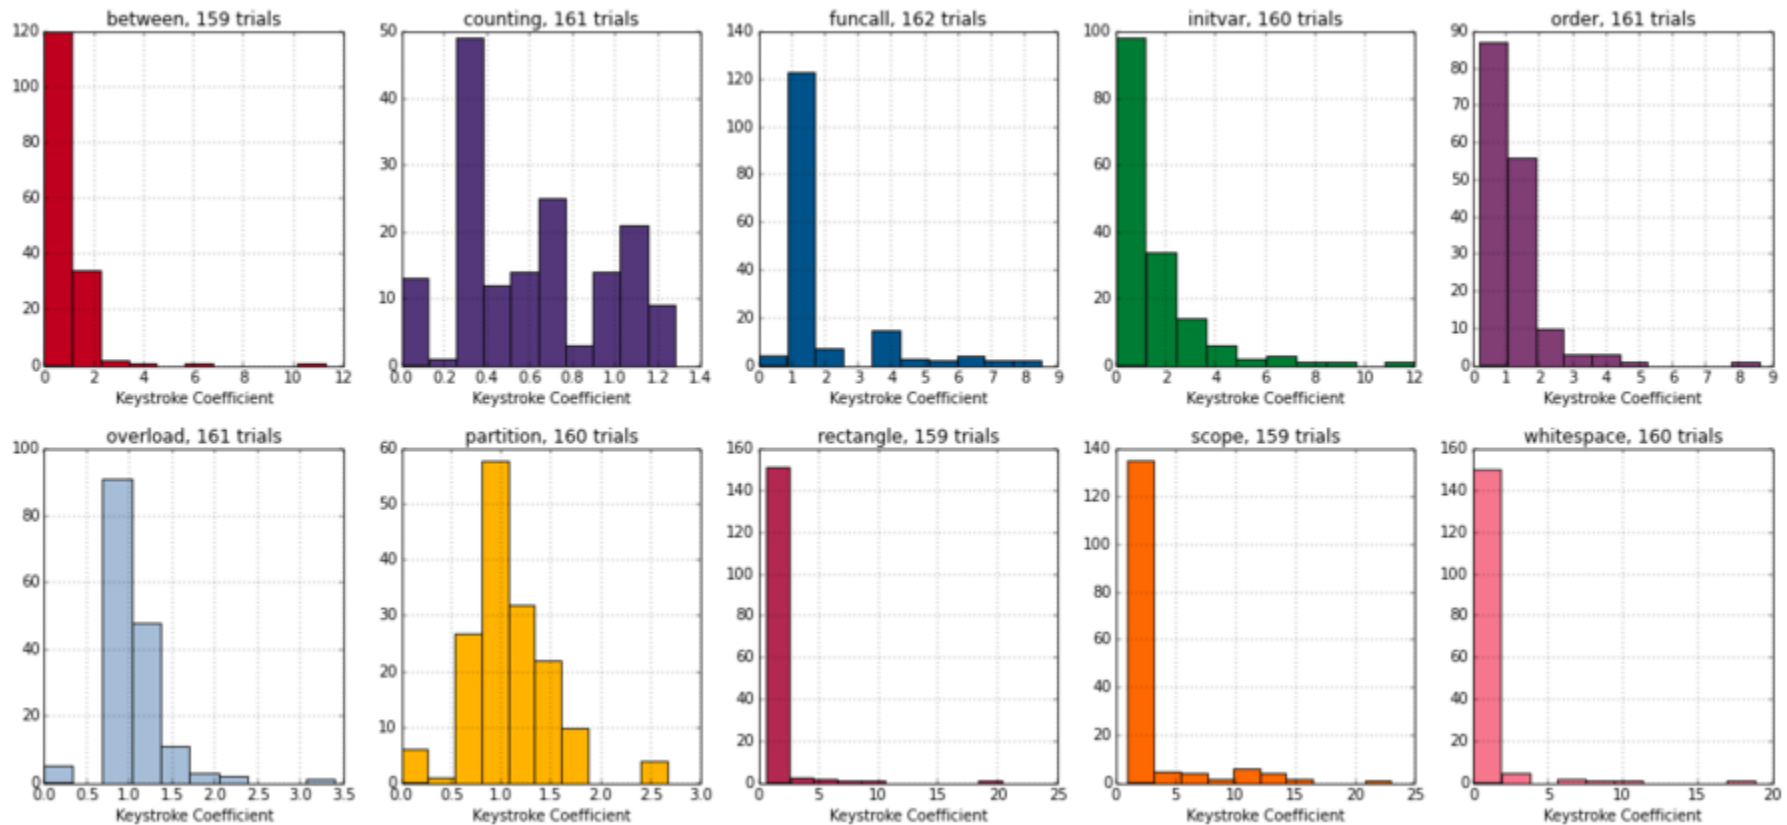 between, 159 trials
120
100
80
60
40
20
0
0 2 4 6 8 10 12
Keystroke Coefficient
counting, 161 trials
50
40
30
20
10
0
0.0 0.2 0.4 0.6 0.8 1.0 1.2 1.4
Keystroke Coefficient
funcall, 162 trials
140
120
100
80
60
40
20
0
0 1 2 3 4 5 6 7 8 9
Keystroke Coefficient
initvar, 160 trials
100
80
60
40
20
0
0 2 4 6 8 10 12
Keystroke Coefficient
order, 161 trials
90
80
70
60
50
40
30
20
10
0
0 1 2 3 4 5 6 7 8 9
Keystroke Coefficient
overload, 161 trials
100
80
60
40
20
0
0.0 0.5 1.0 1.5 2.0 2.5 3.0 3.5
Keystroke Coefficient
partition, 160 trials
60
50
40
30
20
10
0
0.0 0.5 1.0 1.5 2.0 2.5 3.0
Keystroke Coefficient
rectangle, 159 trials
160
140
120
100
80
60
40
20
0
0 5 10 15 20 25
Keystroke Coefficient
scope, 159 trials
140
120
100
80
60
40
20
0
0 5 10 15 20 25
Keystroke Coefficient
whitespace, 160 trials
160
140
120
100
80
60
40
20
0
0 5 10 15 20
Keystroke Coefficient